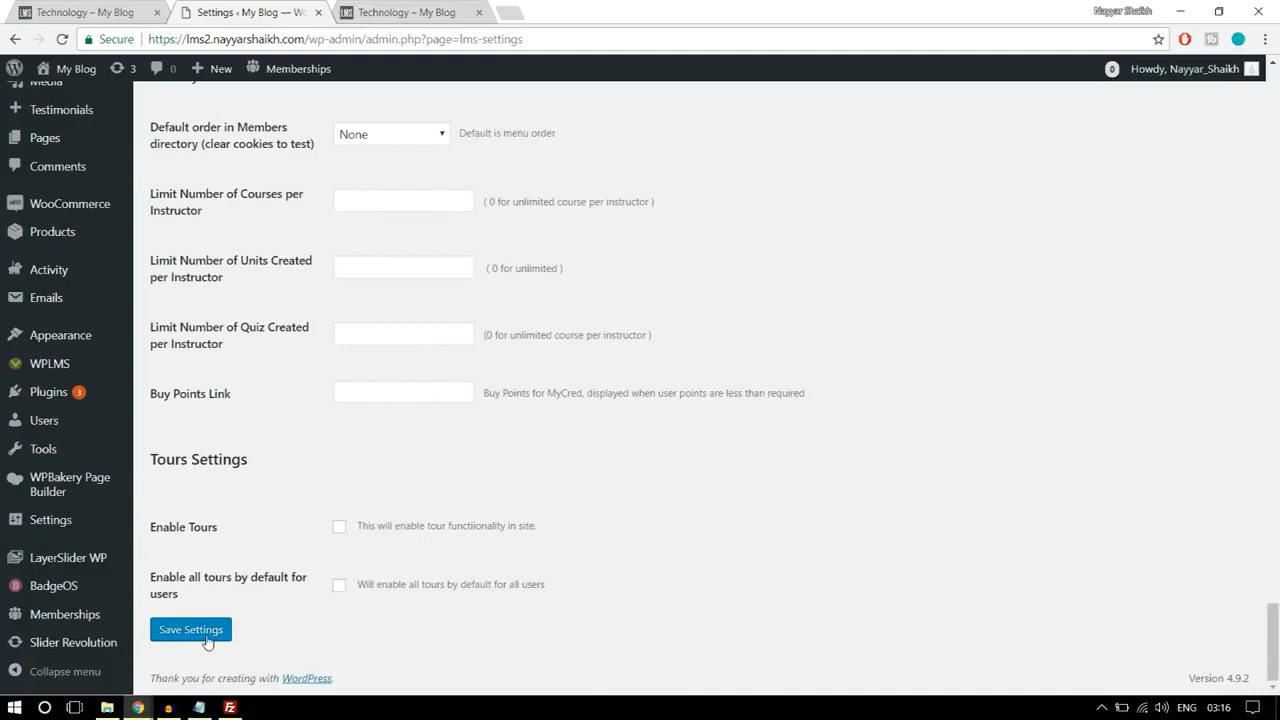 Technology – My Blog
Settings ‹ My Blog — Wo
Technology – My Blog
Nayyar Shaikh
Secure
https://lms2.nayyarshaikh.com/wp-admin/admin.php?page=lms-settings
My Blog
3
0
New
Memberships
0
Howdy, Nayyar_Shaikh
Media
Testimonials
Pages
Comments
WooCommerce
Products
Activity
Emails
Appearance
WPLMS
Plugins 3
Users
Tools
WPBakery Page
Builder
Settings
LayerSlider WP
BadgeOS
Memberships
Slider Revolution
Collapse menu
Default order in Members
directory (clear cookies to test)
None
Default is menu order
Limit Number of Courses per
Instructor
( 0 for unlimited course per instructor )
Limit Number of Units Created
per Instructor
( 0 for unlimited )
Limit Number of Quiz Created
per Instructor
(0 for unlimited course per instructor )
Buy Points Link
Buy Points for MyCred, displayed when user points are less than required
Tours Settings
Enable Tours
This will enable tour functiionality in site.
Enable all tours by default for
users
Will enable all tours by default for all users
Save Settings
Thank you for creating with WordPress.
Version 4.9.2
ENG
03:16